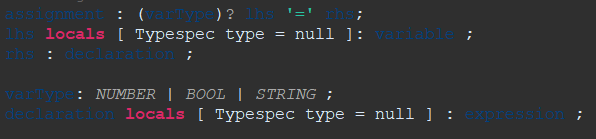 assignment : (varType)? lhs '=' rhs;
lhs locals [ Typespec type = null ]: variable ;
rhs : declaration ;
varType: NUMBER | BOOL | STRING ;
declaration locals [ Typespec type = null ] : expression ;